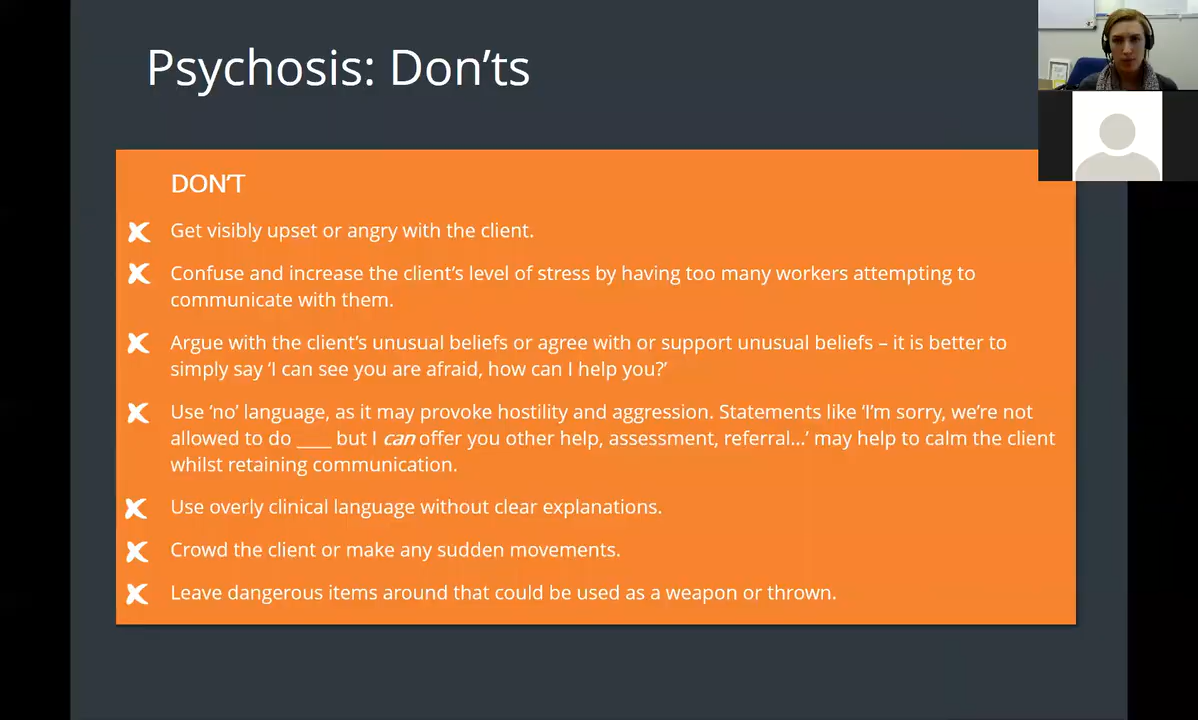 Psychosis: Don'ts
DON'T
Get visibly upset or angry with the client.
Confuse and increase the client's level of stress by having too many workers attempting to
communicate with them.
Argue with the client's unusual beliefs or agree with or support unusual beliefs – it is better to
simply say 'I can see you are afraid, how can I help you?'
Use 'no' language, as it may provoke hostility and aggression. Statements like 'I'm sorry, we're not
allowed to do ____ but I can offer you other help, assessment, referral...' may help to calm the client
whilst retaining communication.
Use overly clinical language without clear explanations.
Crowd the client or make any sudden movements.
Leave dangerous items around that could be used as a weapon or thrown.